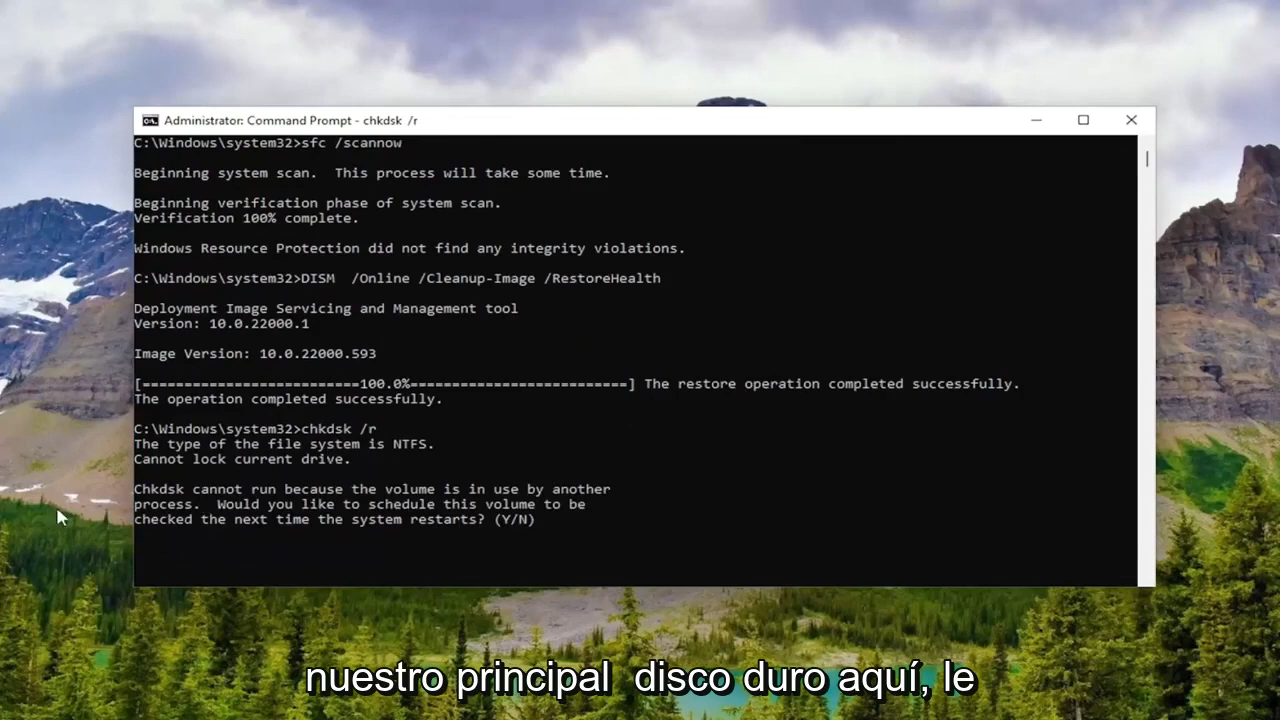 Administrator: Command Prompt - chkdsk /r
C:\Windows\system32>sfc /scannow
Beginning system scan.  This process will take some time.
Beginning verification phase of system scan.
Verification 100% complete.
Windows Resource Protection did not find any integrity violations.
C:\Windows\system32>DISM  /Online /Cleanup-Image /RestoreHealth
Deployment Image Servicing and Management tool
Version: 10.0.22000.1
Image Version: 10.0.22000.593
[==========================100.0%==========================] The restore operation completed successfully.
The operation completed successfully.
C:\Windows\system32>chkdsk /r
The type of the file system is NTFS.
Cannot lock current drive.
Chkdsk cannot run because the volume is in use by another
process.  Would you like to schedule this volume to be
checked the next time the system restarts? (Y/N)
nuestro principal  disco duro aquí, le